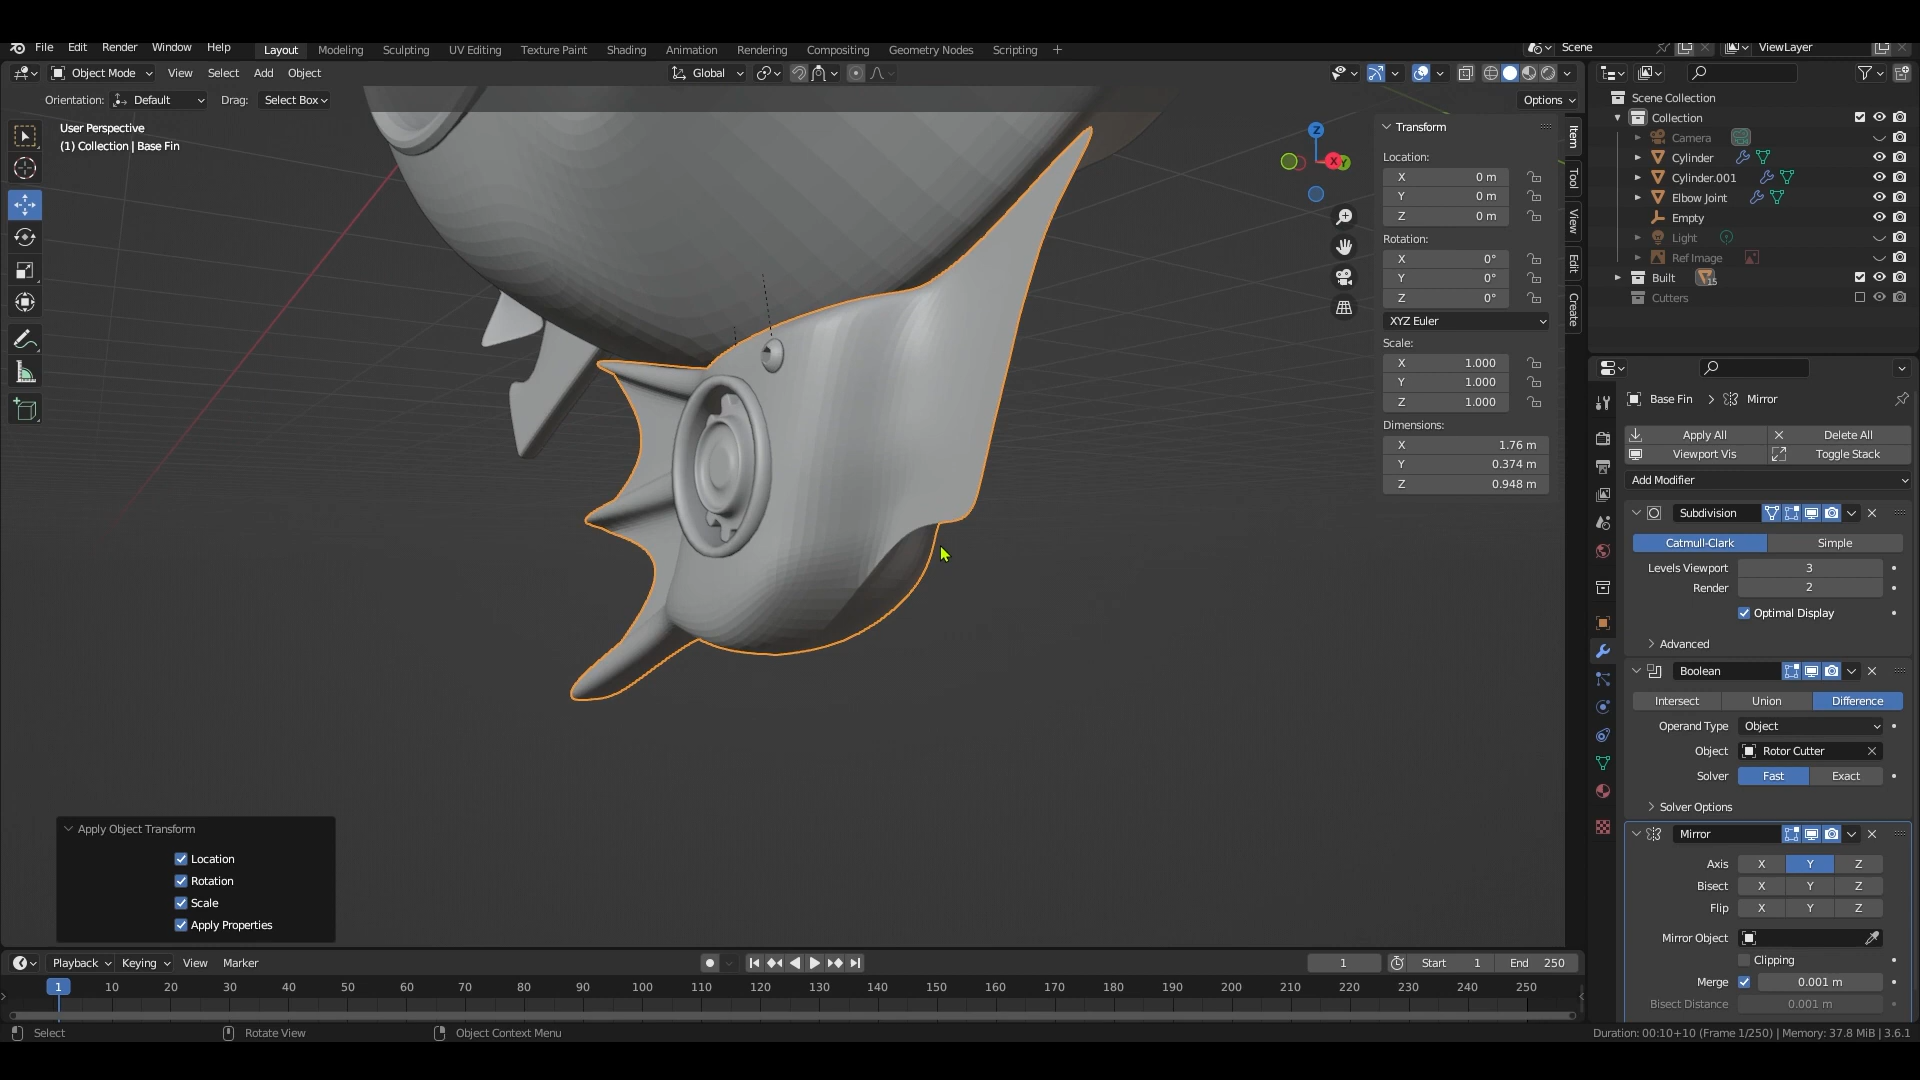 File Edit Render Window Help Layout Modeling Sculpting UV Editing Texture Paint Shading Animation Rendering Compositing Geometry Nodes Scripting + Scene ViewLayer
Object Mode View Select Add Object Global
Orientation: Default Drag: Select Box Options
User Perspective
(1) Collection | Base Fin
Z
X
Y
Transform
Location:
X 0 m
Y 0 m
Z 0 m
Rotation:
X 0°
Y 0°
Z 0°
XYZ Euler
Scale:
X 1.000
Y 1.000
Z 1.000
Dimensions:
X 1.76 m
Y 0.374 m
Z 0.948 m
Item
Tool
View
Edit
Create
Scene Collection
Collection
Camera
Cylinder
Cylinder.001
Elbow Joint
Empty
Light
Ref Image
Built 15
Cutters
Base Fin > Mirror
Apply All Delete All
Viewport Vis Toggle Stack
Add Modifier
Subdivision
Catmull-Clark Simple
Levels Viewport 3
Render 2
Optimal Display
Advanced
Boolean
Intersect Union Difference
Operand Type Object
Object Rotor Cutter
Solver Fast Exact
Solver Options
Mirror
Axis X Y Z
Bisect X Y Z
Flip X Y Z
Mirror Object
Clipping
Merge 0.001 m
Bisect Distance 0.001 m
Apply Object Transform
Location
Rotation
Scale
Apply Properties
Playback Keying View Marker 1 Start 1 End 250
1 10 20 30 40 50 60 70 80 90 100 110 120 130 140 150 160 170 180 190 200 210 220 230 240 250
Select Rotate View Object Context Menu Duration: 00:10+10 (Frame 1/250) | Memory: 37.8 MiB | 3.6.1